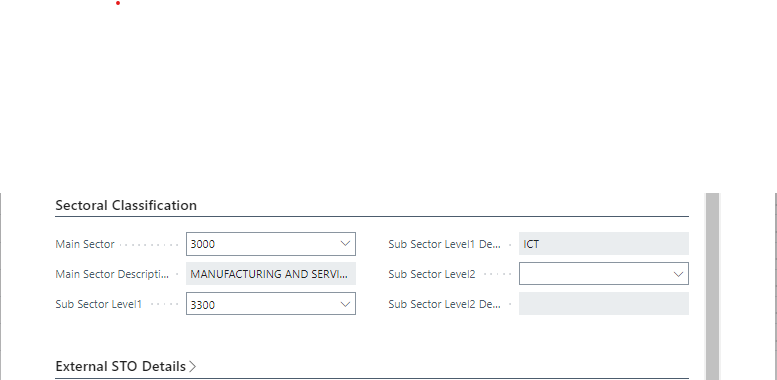 Sectoral Classification
Main Sector 3000
Main Sector Descripti... MANUFACTURING AND SERVI...
Sub Sector Level1 3300
Sub Sector Level1 De... ICT
Sub Sector Level2
Sub Sector Level2 De...
External STO Details